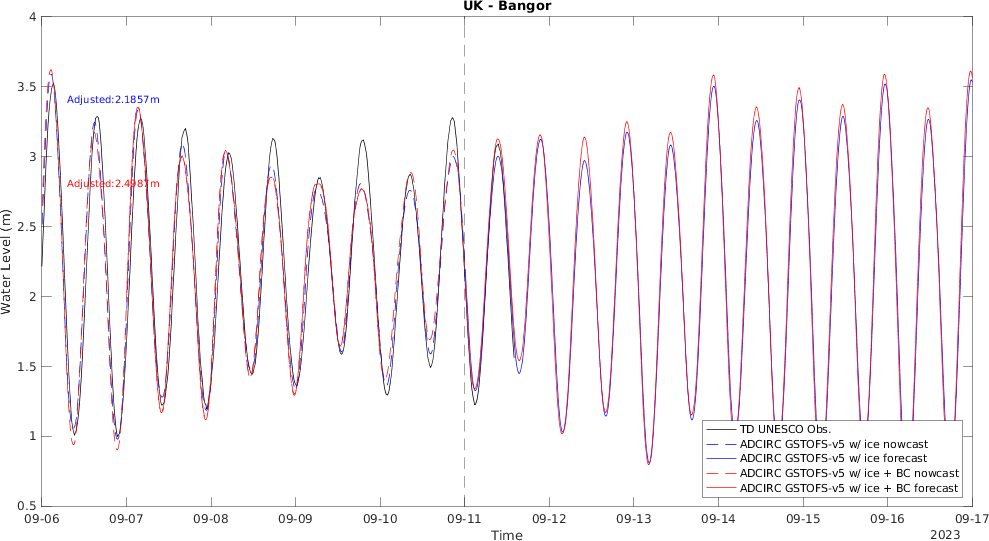 UK - Bangor
4
3.5
3
2.5
2
1.5
1
0.5
Water Level (m)
Adjusted:2.1857m
Adjusted:2.4987m
TD UNESCO Obs.
ADCIRC GSTOFS-v5 w/ ice nowcast
ADCIRC GSTOFS-v5 w/ ice forecast
ADCIRC GSTOFS-v5 w/ ice + BC nowcast
ADCIRC GSTOFS-v5 w/ ice + BC forecast
09-06 09-07 09-08 09-09 09-10 09-11 09-12 09-13 09-14 09-15 09-16 09-17
Time
2023